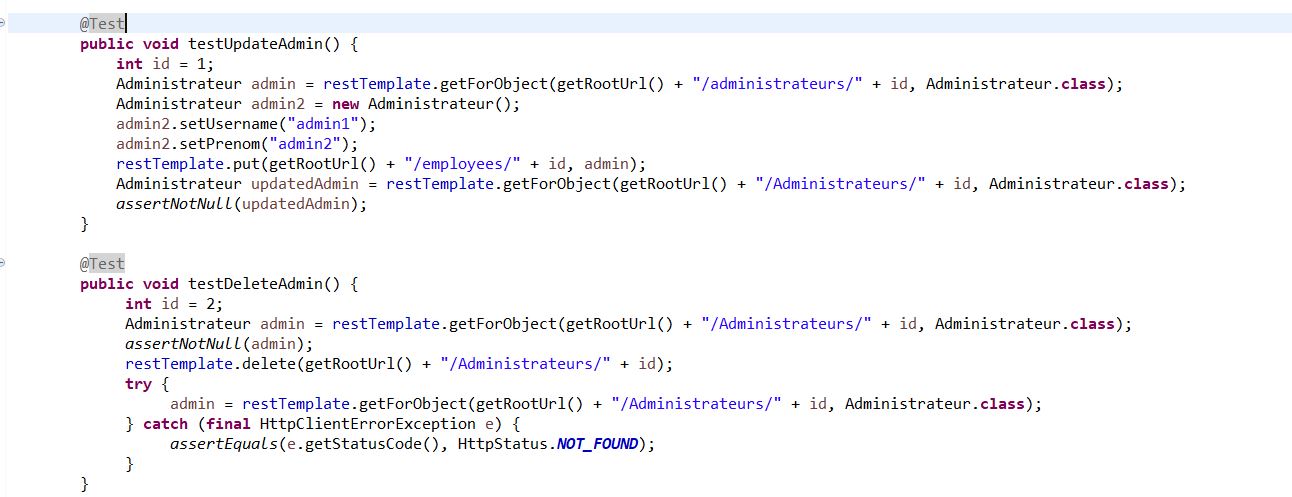 @Test
public void testUpdateAdmin() {
int id = 1;
Administrateur admin = restTemplate.getForObject(getRootUrl() + "/administrateurs/" + id, Administrateur.class);
Administrateur admin2 = new Administrateur();
admin2.setUsername("admin1");
admin2.setPrenom("admin2");
restTemplate.put(getRootUrl() + "/employees/" + id, admin);
Administrateur updatedAdmin = restTemplate.getForObject(getRootUrl() + "/Administrateurs/" + id, Administrateur.class);
assertNotNull(updatedAdmin);
}
@Test
public void testDeleteAdmin() {
int id = 2;
Administrateur admin = restTemplate.getForObject(getRootUrl() + "/Administrateurs/" + id, Administrateur.class);
assertNotNull(admin);
restTemplate.delete(getRootUrl() + "/Administrateurs/" + id);
try {
admin = restTemplate.getForObject(getRootUrl() + "/Administrateurs/" + id, Administrateur.class);
} catch (final HttpClientErrorException e) {
assertEquals(e.getStatusCode(), HttpStatus.NOT_FOUND);
}
}